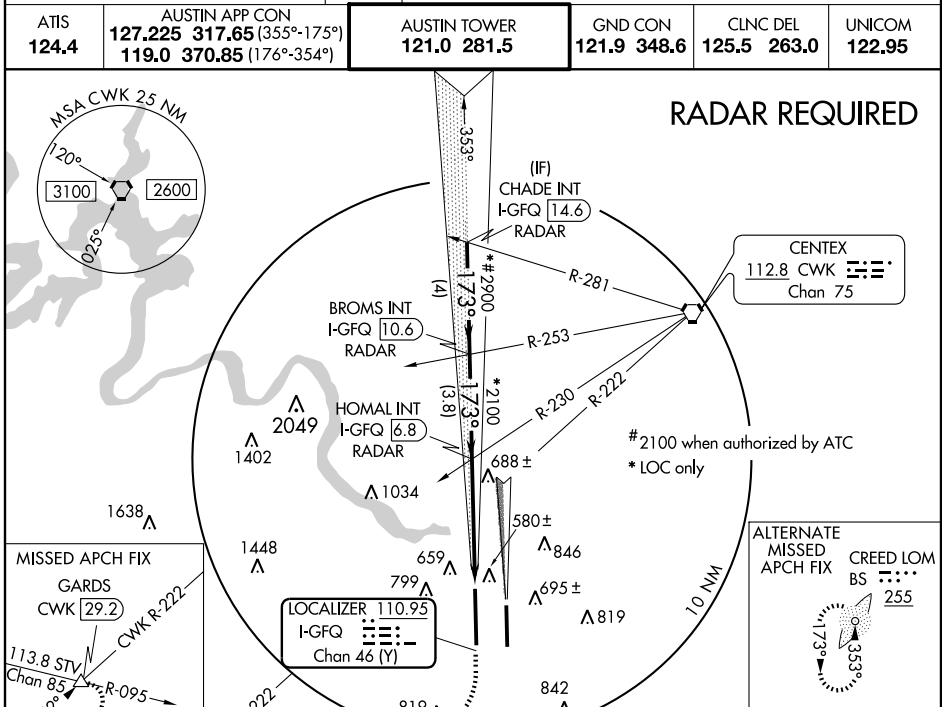 ATIS
124.4
AUSTIN APP CON
127.225 317.65 (355°-175°)
119.0 370.85 (176°-354°)
AUSTIN TOWER
121.0 281.5
GND CON
121.9 348.6
CLNC DEL
125.5 263.0
UNICOM
122.95
RADAR REQUIRED
MSA CWK 25 NM
120°
3100
2600
025°
353°
(IF)
CHADE INT
I-GFQ 14.6
RADAR
CENTEX
112.8 CWK
Chan 75
R-281
*#2900
173°
(4)
BROMS INT
I-GFQ 10.6
RADAR
R-253
R-230
R-222
*2100
173°
(3.8)
HOMAL INT
I-GFQ 6.8
RADAR
2049
1402
#2100 when authorized by ATC
* LOC only
688 ±
1034
1638
580 ±
846
1448
659
799
695 ±
819
10 NM
LOCALIZER 110.95
I-GFQ
Chan 46 (Y)
842
MISSED APCH FIX
GARDS
CWK 29.2
CWK R-222
113.8 STV
Chan 85
R-095
ALTERNATE
MISSED
APCH FIX
CREED LOM
BS
255
173°
353°